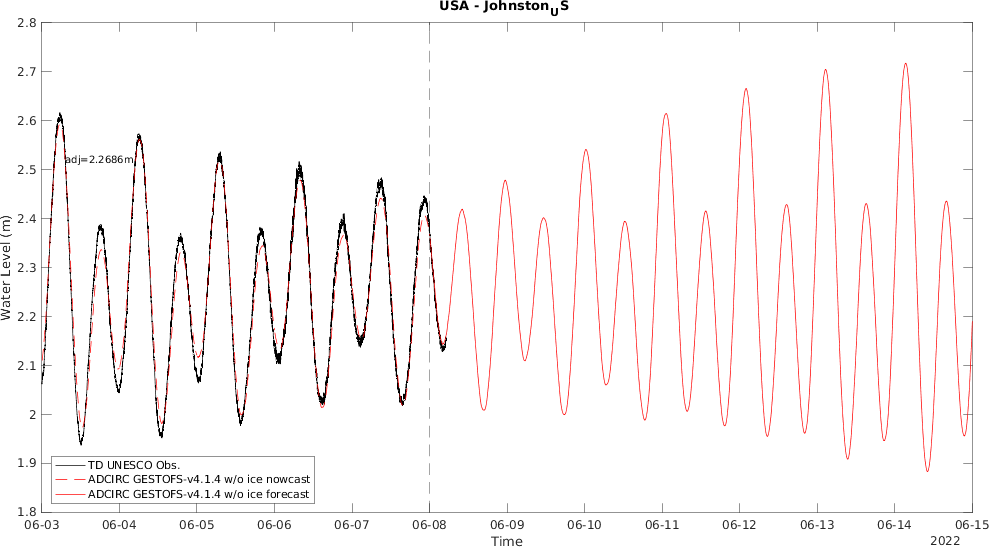 USA - Johnston_US
2.8
2.7
2.6
2.5
2.4
2.3
2.2
2.1
2
1.9
1.8
Water Level (m)
adj=2.2686m
TD UNESCO Obs.
ADCIRC GESTOFS-v4.1.4 w/o ice nowcast
ADCIRC GESTOFS-v4.1.4 w/o ice forecast
06-03 06-04 06-05 06-06 06-07 06-08 06-09 06-10 06-11 06-12 06-13 06-14 06-15
Time
2022